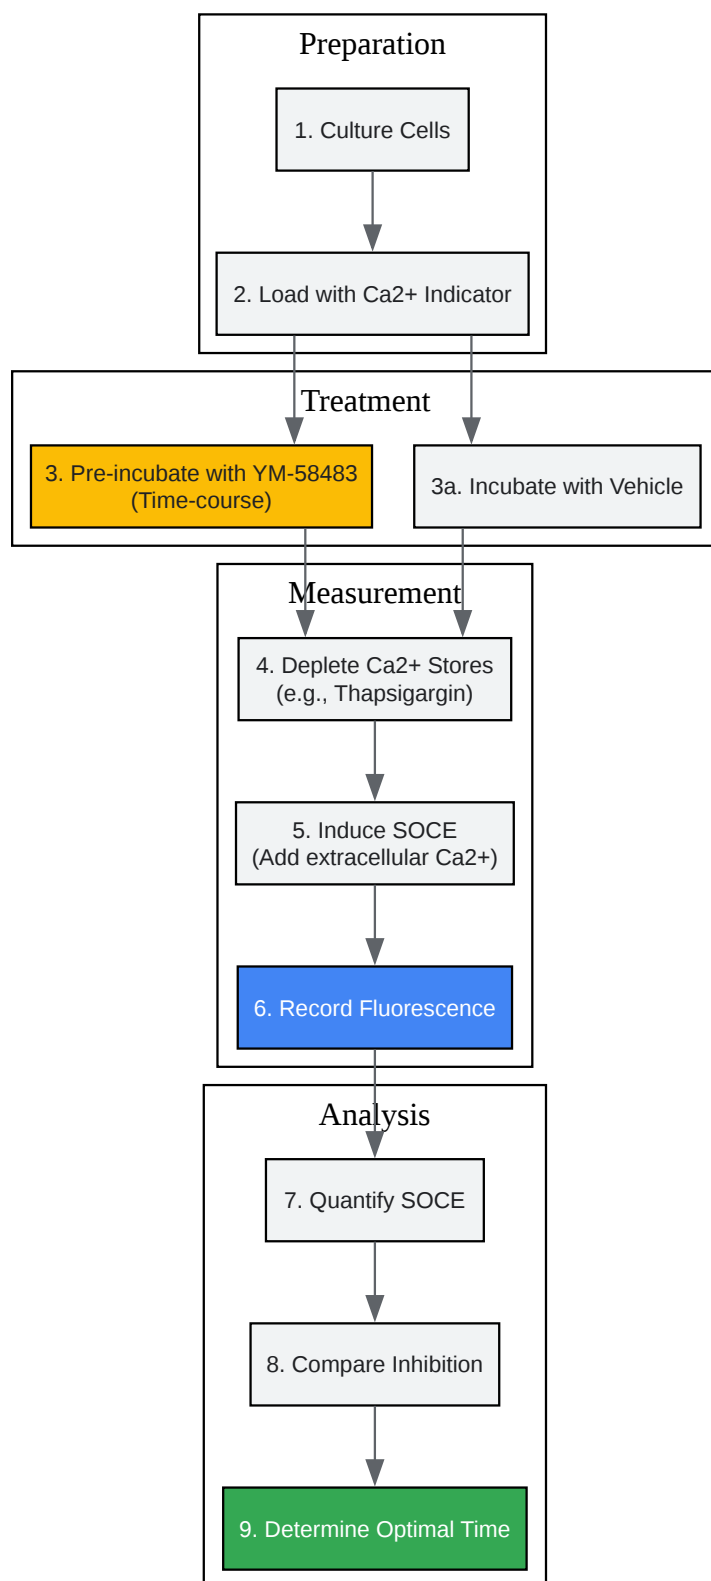 Preparation
1. Culture Cells
2. Load with Ca2+ Indicator
Treatment
3. Pre-incubate with YM-58483
(Time-course)
3a. Incubate with Vehicle
Measurement
4. Deplete Ca2+ Stores
(e.g., Thapsigargin)
5. Induce SOCE
(Add extracellular Ca2+)
6. Record Fluorescence
Analysis
7. Quantify SOCE
8. Compare Inhibition
9. Determine Optimal Time